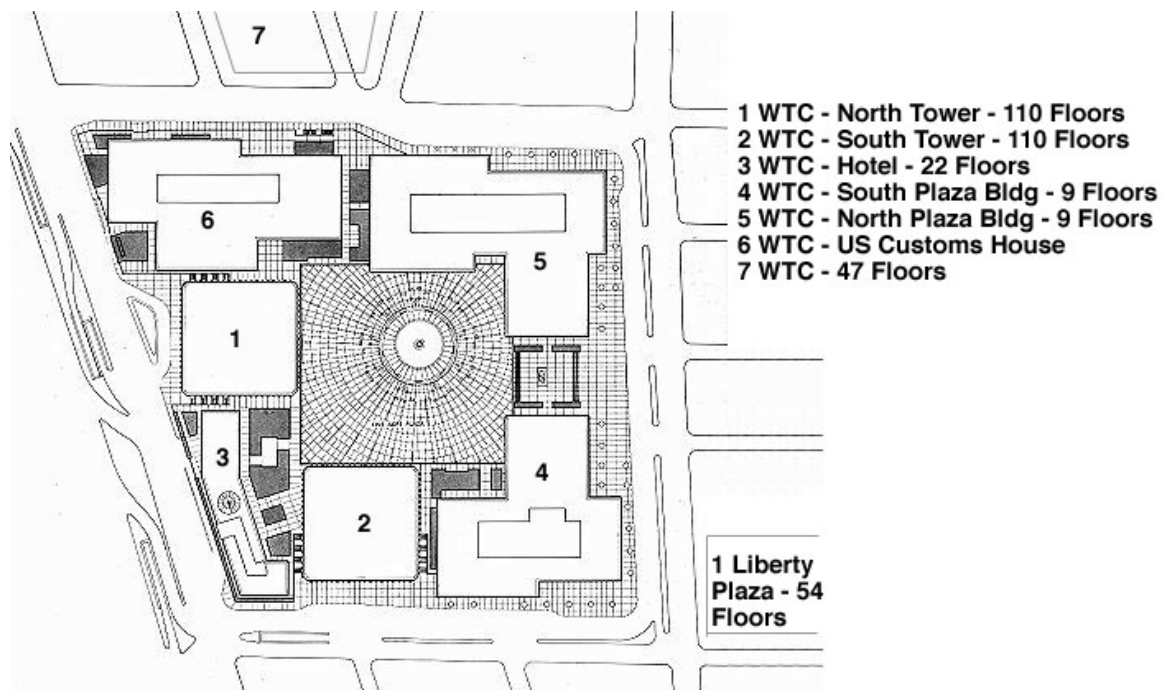 7
1 WTC - North Tower - 110 Floors
2 WTC - South Tower - 110 Floors
3 WTC - Hotel - 22 Floors
4 WTC - South Plaza Bldg - 9 Floors
5 WTC - North Plaza Bldg - 9 Floors
6 WTC - US Customs House
7 WTC - 47 Floors
6
5
1
3
4
2
1 Liberty
Plaza - 54
Floors